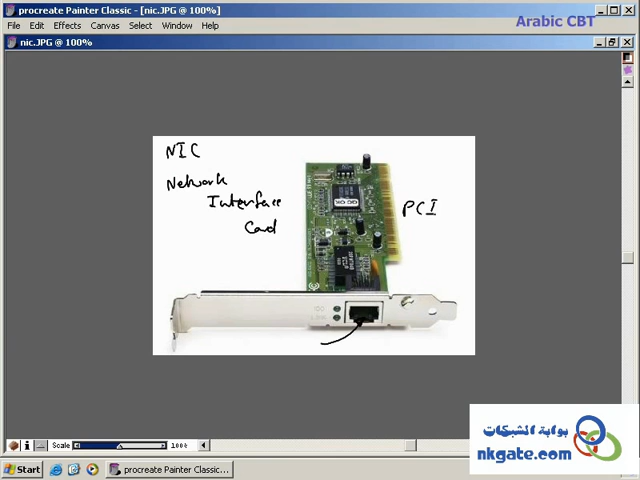 procreate Painter Classic - [nic.JPG @ 100%]
Arabic CBT
File Edit Effects Canvas Select Window Help
nic.JPG @ 100%
NIC
Network
Interface
Card
PCI
Scale 100%
بوابة الشبكات
nkgate.com
Start procreate Painter Classic...